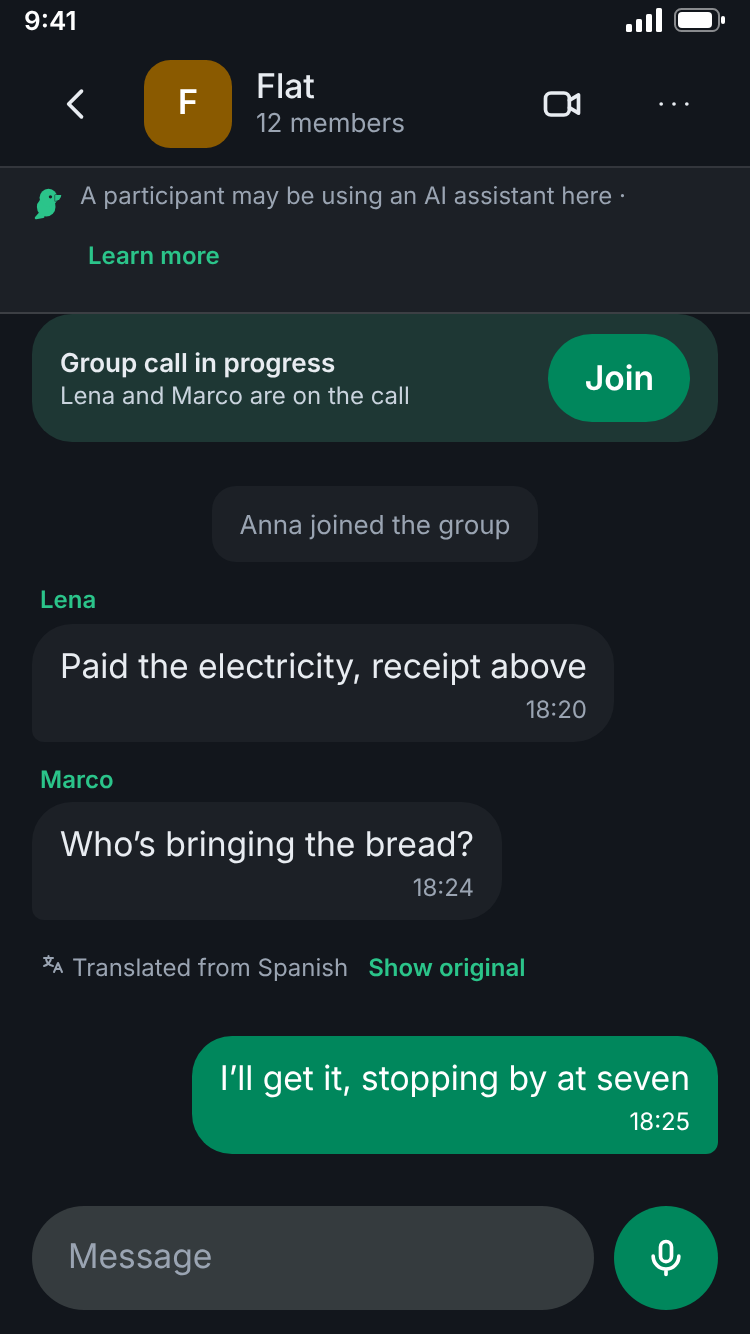 9:41
F
Flat
12 members
A participant may be using an AI assistant here ·
Learn more
Group call in progress
Lena and Marco are on the call
Join
Anna joined the group
Lena
Paid the electricity, receipt above
18:20
Marco
Who’s bringing the bread?
18:24
Translated from Spanish Show original
I’ll get it, stopping by at seven
18:25
Message